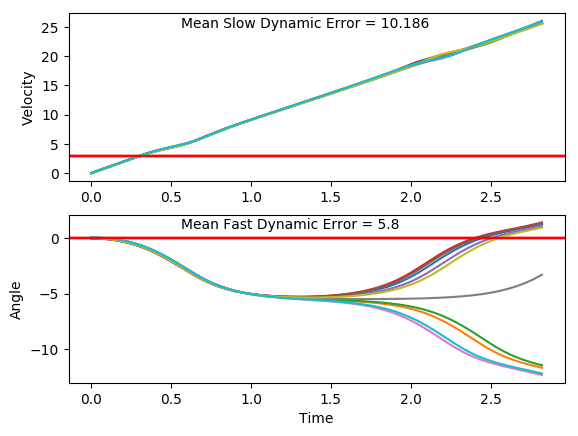 Mean Slow Dynamic Error = 10.186
25
20
15
10
5
0
Velocity
0.0 0.5 1.0 1.5 2.0 2.5
Mean Fast Dynamic Error = 5.8
0
−5
−10
Angle
0.0 0.5 1.0 1.5 2.0 2.5
Time